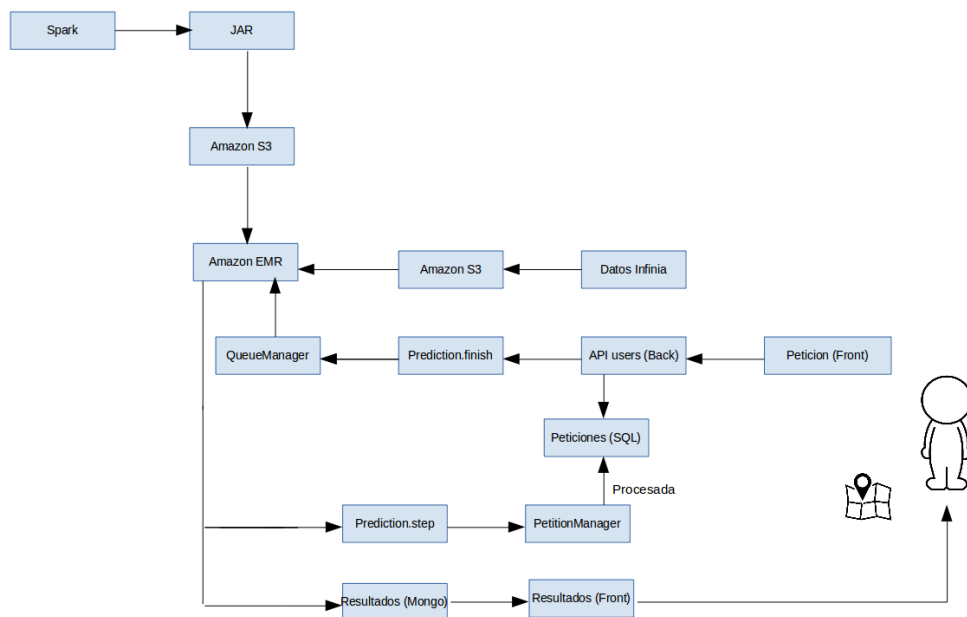 Spark
JAR
Amazon S3
Amazon EMR
Amazon S3
Datos Infinia
QueueManager
Prediction.finish
API users (Back)
Peticion (Front)
Peticiones (SQL)
Procesada
Prediction.step
PetitionManager
Resultados (Mongo)
Resultados (Front)